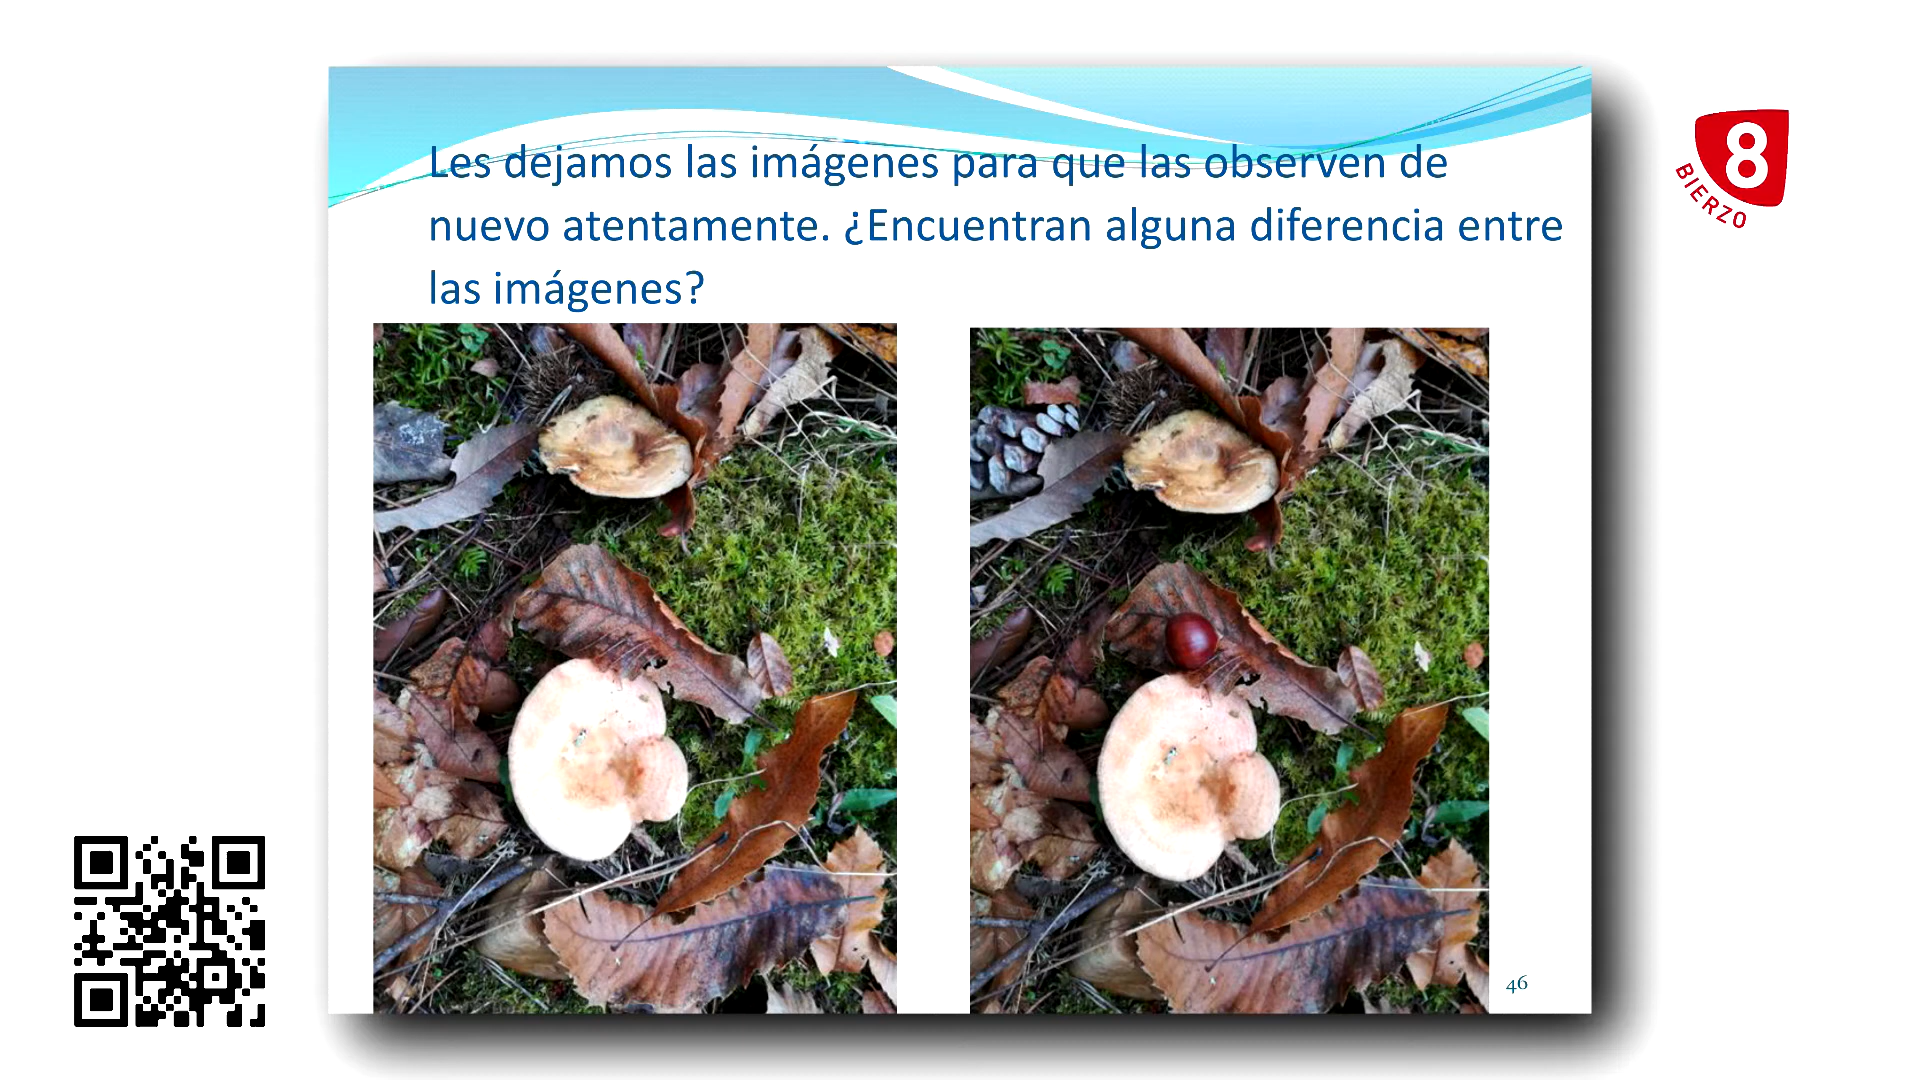 Les dejamos las imágenes para que las observen de
nuevo atentamente. ¿Encuentran alguna diferencia entre
las imágenes?
8
BIERZO
46